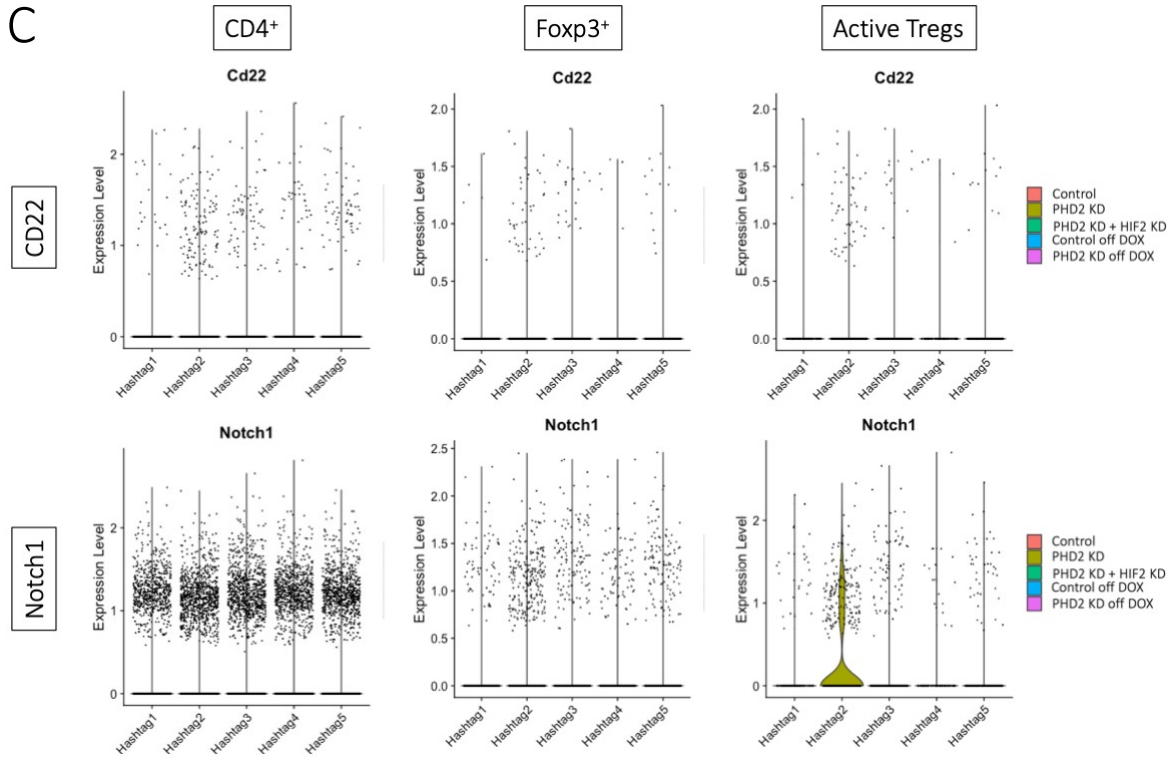 C
CD4⁺
Foxp3⁺
Active Tregs
CD22
Cd22
Expression Level
2
1
0
Hashtag1
Hashtag2
Hashtag3
Hashtag4
Hashtag5
Cd22
Expression Level
2.0
1.5
1.0
0.5
0.0
Hashtag1
Hashtag2
Hashtag3
Hashtag4
Hashtag5
Cd22
Expression Level
2.0
1.5
1.0
0.5
0.0
Hashtag1
Hashtag2
Hashtag3
Hashtag4
Hashtag5
Control
PHD2 KD
PHD2 KD + HIF2 KD
Control off DOX
PHD2 KD off DOX
Notch1
Notch1
Expression Level
2
1
0
Hashtag1
Hashtag2
Hashtag3
Hashtag4
Hashtag5
Notch1
Expression Level
2.5
2.0
1.5
1.0
0.5
0.0
Hashtag1
Hashtag2
Hashtag3
Hashtag4
Hashtag5
Notch1
Expression Level
2
1
0
Hashtag1
Hashtag2
Hashtag3
Hashtag4
Hashtag5
Control
PHD2 KD
PHD2 KD + HIF2 KD
Control off DOX
PHD2 KD off DOX